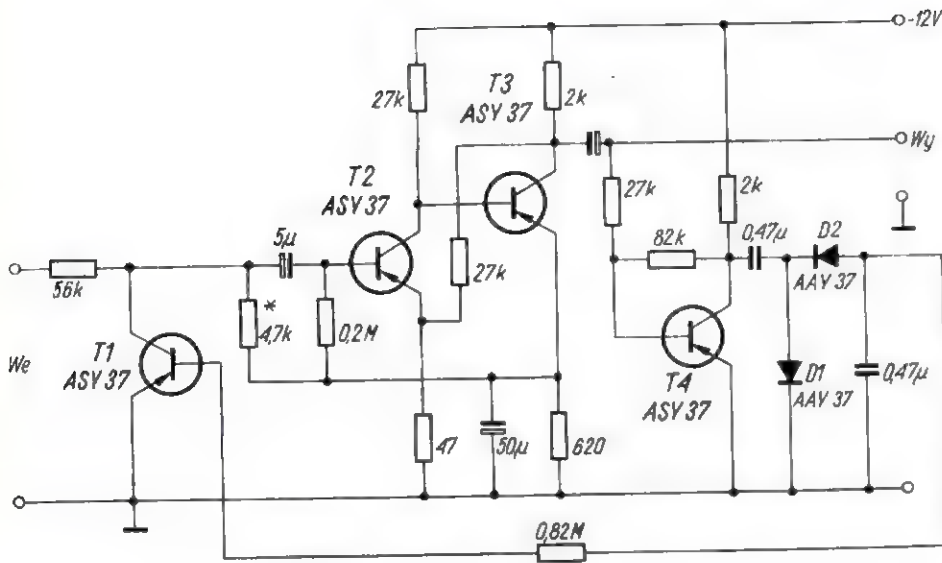 -12V
27k
T3
ASY 37
2k
Wy
T2
ASY 37
27k
2k
5µ
82k
0,47µ
D2
AAY 37
56k
*
4,7k
0,2M
27k
We
T1
ASY 37
T4
ASY 37
D1
AAY 37
0,47µ
47
50µ
620
0,82M